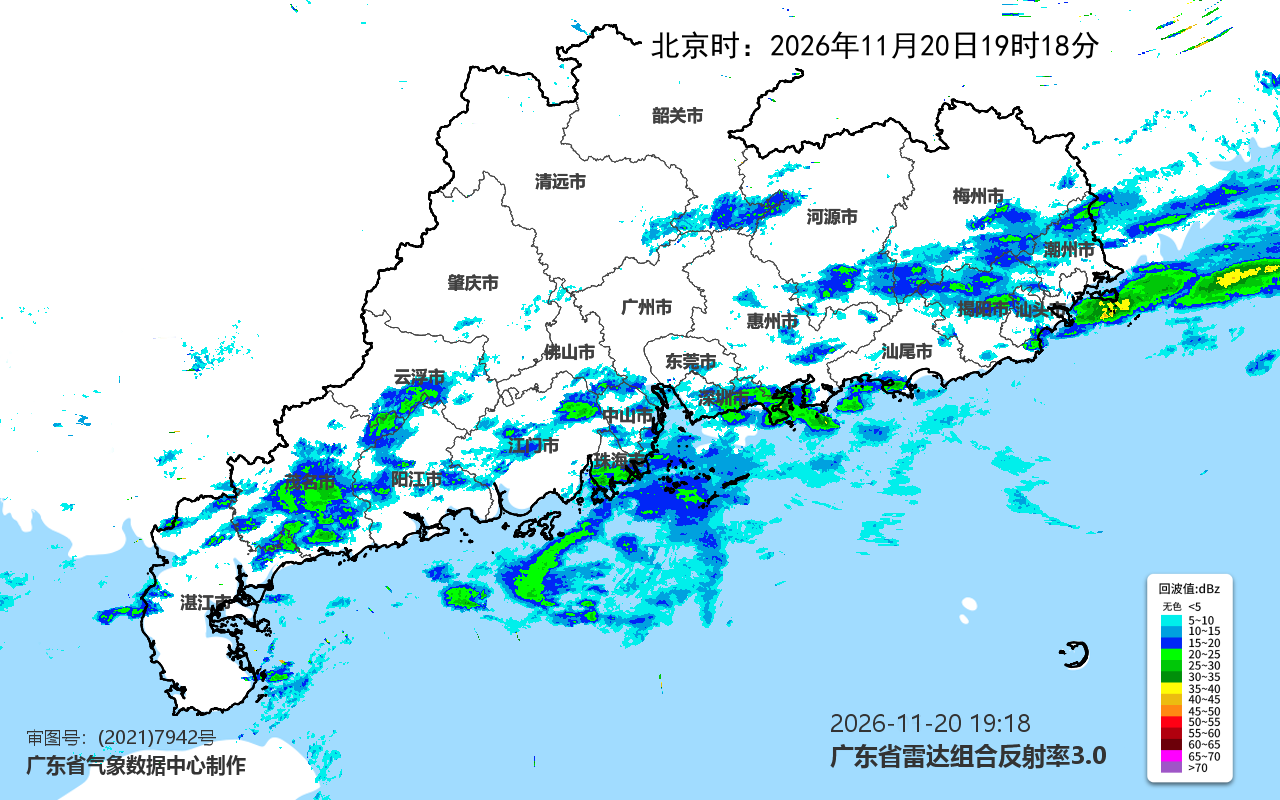 北京时：2026年11月20日19时18分
韶关市
清远市
梅州市
河源市
潮州市
肇庆市
广州市
揭阳市
汕头市
惠州市
佛山市
东莞市
汕尾市
云浮市
深圳市
中山市
江门市
珠海市
茂名市
阳江市
湛江市
回波值:dBz
无色 <5
5~10
10~15
15~20
20~25
25~30
30~35
35~40
40~45
45~50
50~55
55~60
60~65
65~70
>70
2026-11-20 19:18
广东省雷达组合反射率3.0
审图号：(2021)7942号
广东省气象数据中心制作